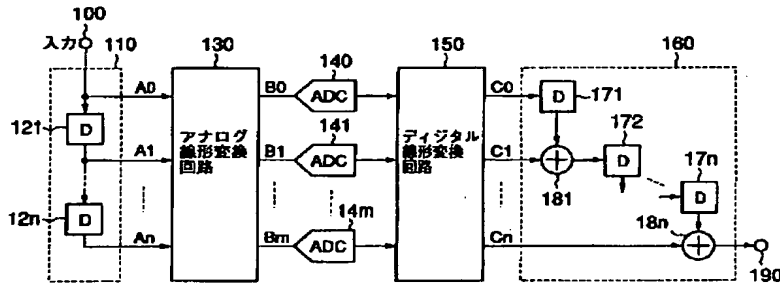 100
入力
110
130
140
150
160
A0
B0
ADC
C0
D
171
121
D
アナログ
線形変換
回路
A1
B1
141
ADC
ディジタル
線形変換
回路
C1
181
172
D
17n
D
12n
D
An
Bm
14m
ADC
Cn
18n
190